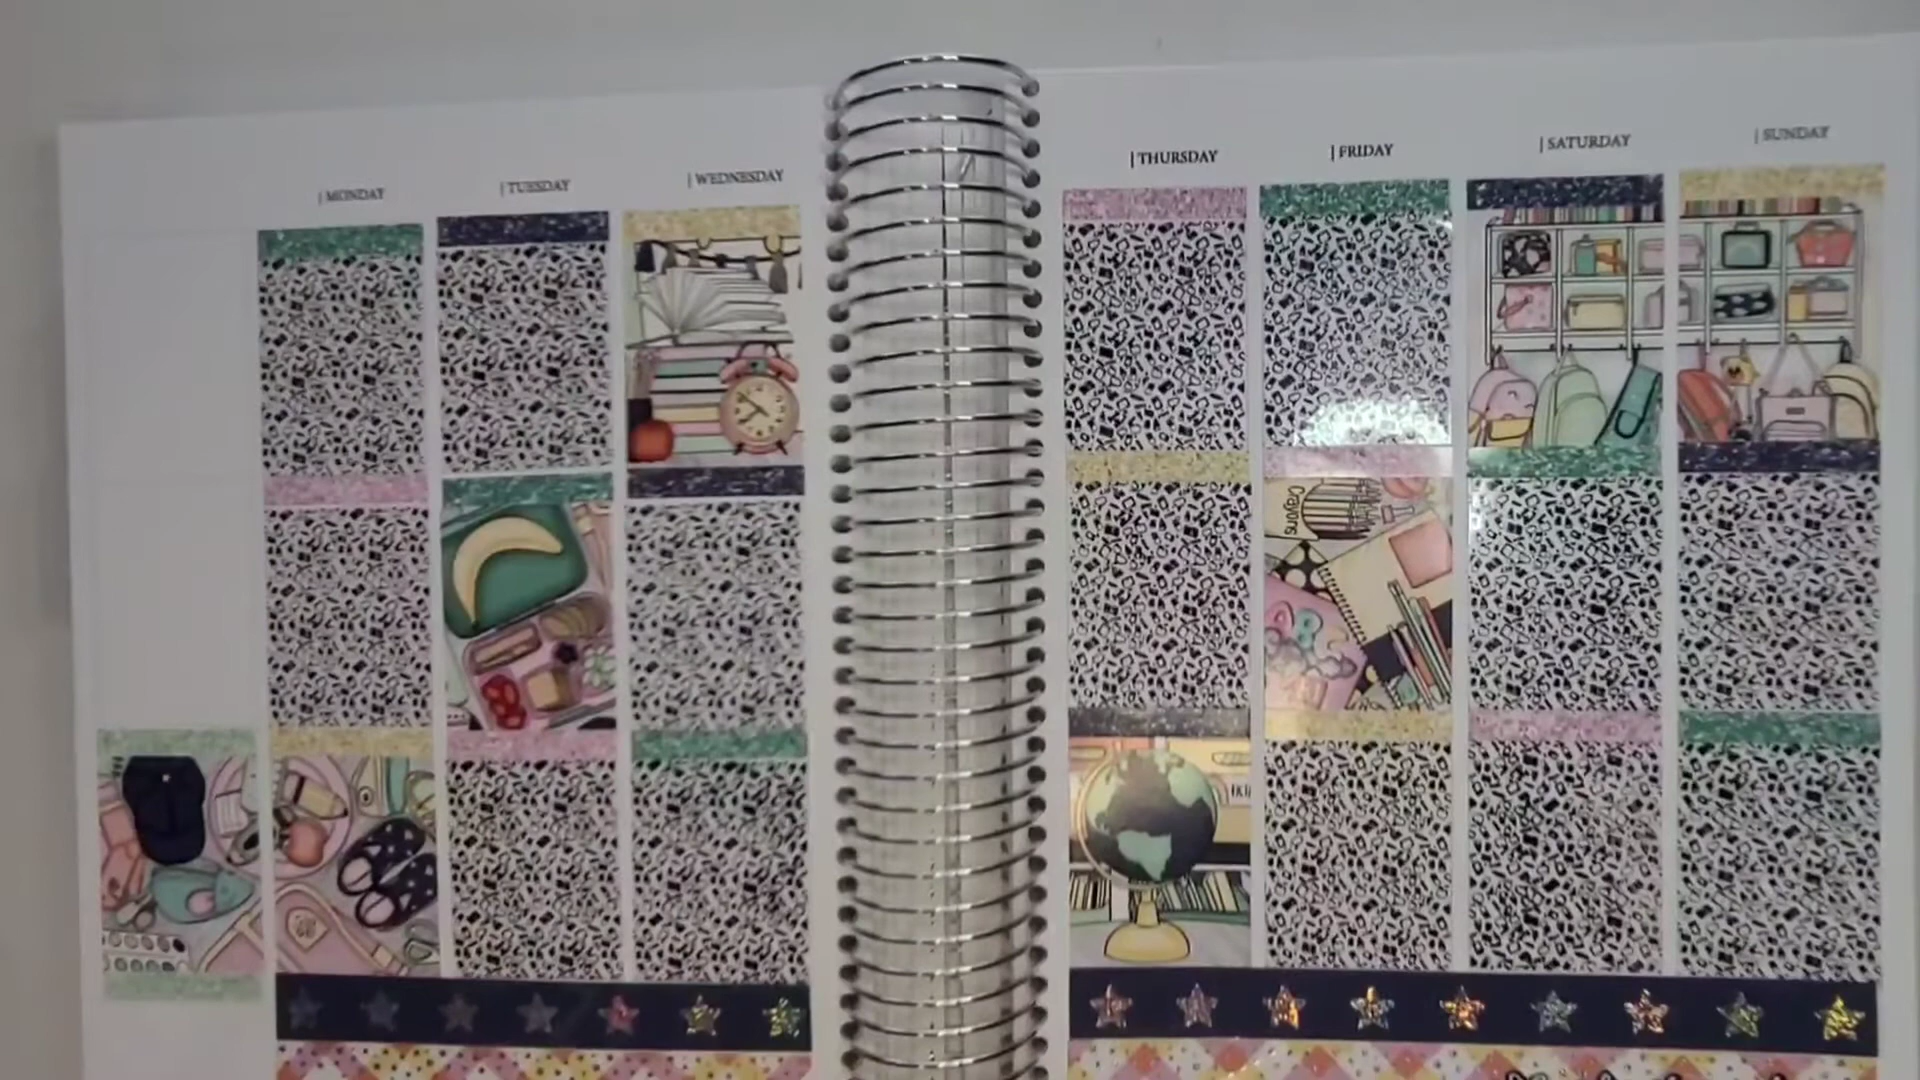 | MONDAY
| TUESDAY
| WEDNESDAY
| THURSDAY
| FRIDAY
| SATURDAY
| SUNDAY
Crayons